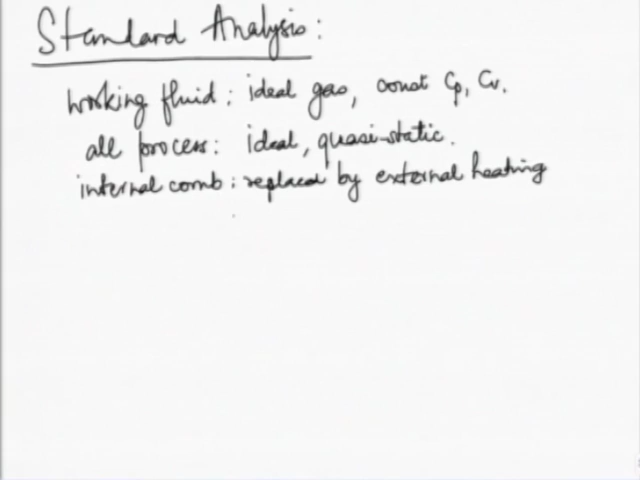 Standard Analysis:
working fluid: ideal gas, const Cp, Cv.
all process: ideal, quasi-static.
internal comb: replaced by external heating